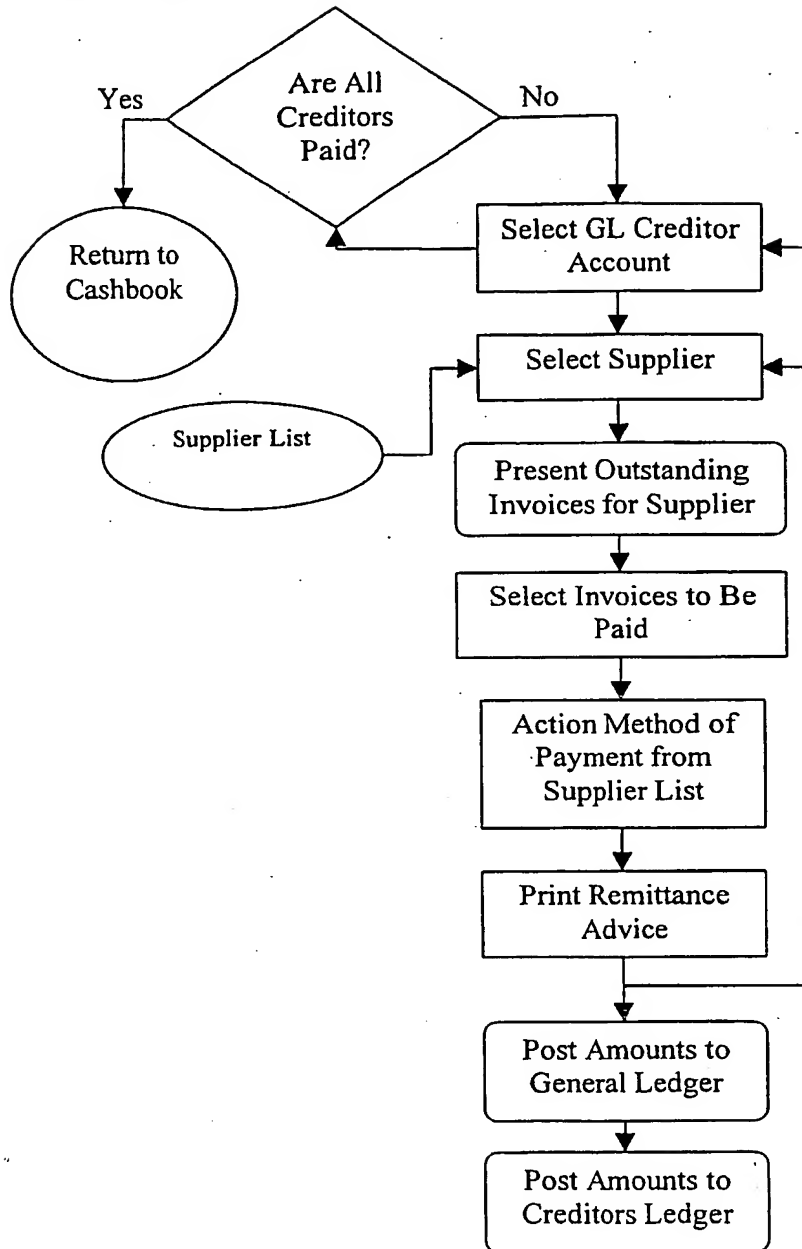 Are All
Creditors
Paid?
Yes
No
Return to
Cashbook
Select GL Creditor
Account
Select Supplier
Supplier List
Present Outstanding
Invoices for Supplier
Select Invoices to Be
Paid
Action Method of
Payment from
Supplier List
Print Remittance
Advice
Post Amounts to
General Ledger
Post Amounts to
Creditors Ledger